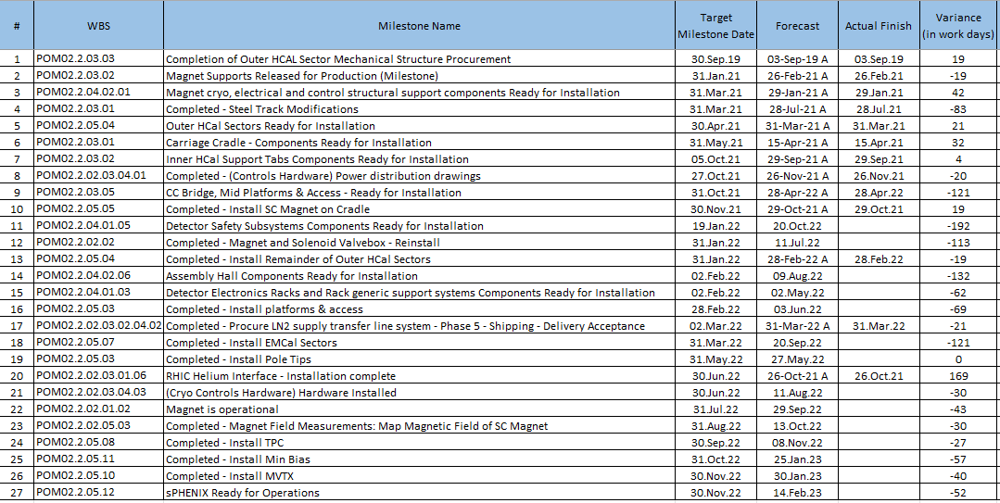 # WBS Milestone Name Target Milestone Date Forecast Actual Finish Variance (in work days)
1 POM02.2.03.03 Completion of Outer HCAL Sector Mechanical Structure Procurement 30.Sep.19 03-Sep-19 A 03.Sep.19 19
2 POM02.2.03.02 Magnet Supports Released for Production (Milestone) 31.Jan.21 26-Feb-21 A 26.Feb.21 -19
3 POM02.2.04.02.01 Magnet cryo, electrical and control structural support components Ready for Installation 31.Mar.21 29-Jan-21 A 29.Jan.21 42
4 POM02.2.03.01 Completed - Steel Track Modifications 31.Mar.21 28-Jul-21 A 28.Jul.21 -83
5 POM02.2.05.04 Outer HCal Sectors Ready for Installation 30.Apr.21 31-Mar-21 A 31.Mar.21 21
6 POM02.2.03.01 Carriage Cradle - Components Ready for Installation 31.May.21 15-Apr-21 A 15.Apr.21 32
7 POM02.2.03.02 Inner HCal Support Tabs Components Ready for Installation 05.Oct.21 29-Sep-21 A 29.Sep.21 4
8 POM02.2.02.03.04.01 Completed - (Controls Hardware) Power distribution drawings 27.Oct.21 26-Nov-21 A 26.Nov.21 -20
9 POM02.2.03.05 CC Bridge, Mid Platforms & Access - Ready for Installation 31.Oct.21 28-Apr-22 A 28.Apr.22 -121
10 POM02.2.05.05 Completed - Install SC Magnet on Cradle 30.Nov.21 29-Oct-21 A 29.Oct.21 19
11 POM02.2.04.01.05 Detector Safety Subsystems Components Ready for Installation 19.Jan.22 20.Oct.22 -192
12 POM02.2.02.02 Completed - Magnet and Solenoid Valvebox - Reinstall 31.Jan.22 11.Jul.22 -113
13 POM02.2.05.04 Completed - Install Remainder of Outer HCal Sectors 31.Jan.22 28-Feb-22 A 28.Feb.22 -19
14 POM02.2.04.02.06 Assembly Hall Components Ready for Installation 02.Feb.22 09.Aug.22 -132
15 POM02.2.04.01.03 Detector Electronics Racks and Rack generic support systems Components Ready for Installation 02.Feb.22 02.May.22 -62
16 POM02.2.05.03 Completed - Install platforms & access 28.Feb.22 03.Jun.22 -69
17 POM02.2.02.03.02.04.02 Completed - Procure LN2 supply transfer line system - Phase 5 - Shipping - Delivery Acceptance 02.Mar.22 31-Mar-22 A 31.Mar.22 -21
18 POM02.2.05.07 Completed - Install EMCal Sectors 31.Mar.22 20.Sep.22 -121
19 POM02.2.05.03 Completed - Install Pole Tips 31.May.22 27.May.22 0
20 POM02.2.02.03.01.06 RHIC Helium Interface - Installation complete 30.Jun.22 26-Oct-21 A 26.Oct.21 169
21 POM02.2.02.03.04.03 (Cryo Controls Hardware) Hardware Installed 30.Jun.22 11.Aug.22 -30
22 POM02.2.02.01.02 Magnet is operational 31.Jul.22 29.Sep.22 -43
23 POM02.2.02.05.03 Completed - Magnet Field Measurements: Map Magnetic Field of SC Magnet 31.Aug.22 13.Oct.22 -30
24 POM02.2.05.08 Completed - Install TPC 30.Sep.22 08.Nov.22 -27
25 POM02.2.05.11 Completed - Install Min Bias 31.Oct.22 25.Jan.23 -57
26 POM02.2.05.10 Completed - Install MVTX 30.Nov.22 30.Jan.23 -40
27 POM02.2.05.12 sPHENIX Ready for Operations 30.Nov.22 14.Feb.23 -52